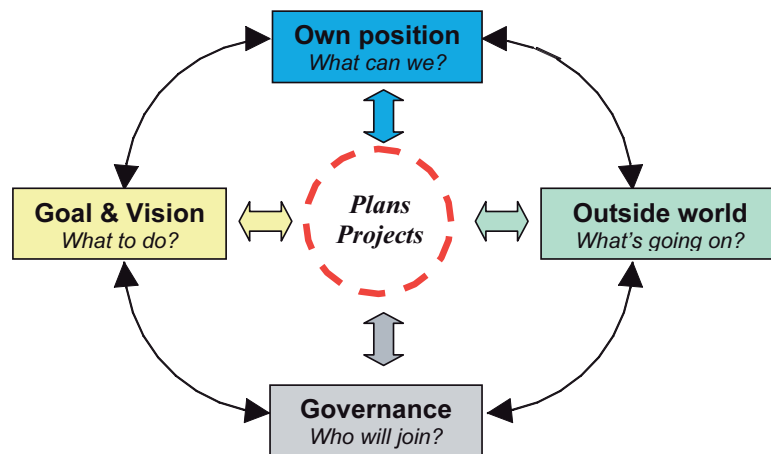 Own position
What can we?
Goal & Vision
What to do?
Plans
Projects
Outside world
What's going on?
Governance
Who will join?